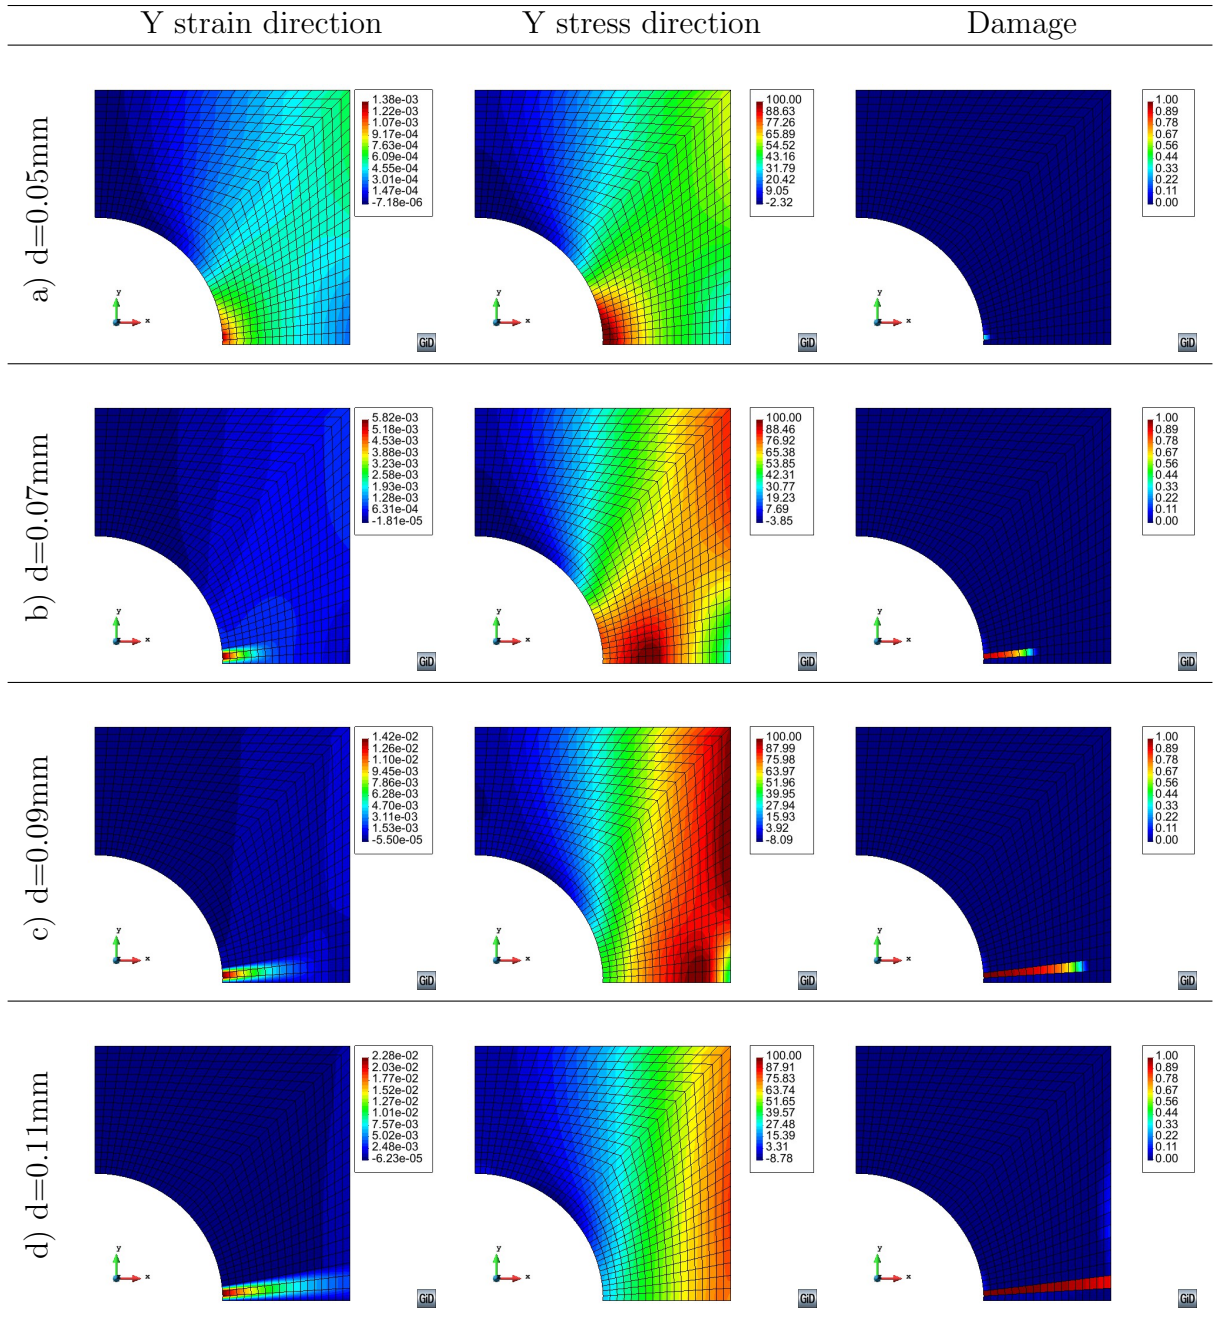 Y strain direction Y stress direction Damage
a) d=0.05mm
1.38e-03
1.22e-03
1.07e-03
9.17e-04
7.63e-04
6.09e-04
4.55e-04
3.01e-04
1.47e-04
-7.18e-06
y
x
GiD
100.00
88.63
77.26
65.89
54.52
43.16
31.79
20.42
9.05
-2.32
y
x
GiD
1.00
0.89
0.78
0.67
0.56
0.44
0.33
0.22
0.11
0.00
y
x
GiD
b) d=0.07mm
5.82e-03
5.18e-03
4.53e-03
3.88e-03
3.23e-03
2.58e-03
1.93e-03
1.28e-03
6.31e-04
-1.81e-05
y
x
GiD
100.00
88.46
76.92
65.38
53.85
42.31
30.77
19.23
7.69
-3.85
y
x
GiD
1.00
0.89
0.78
0.67
0.56
0.44
0.33
0.22
0.11
0.00
y
x
GiD
c) d=0.09mm
1.42e-02
1.26e-02
1.10e-02
9.45e-03
7.86e-03
6.28e-03
4.70e-03
3.11e-03
1.53e-03
-5.50e-05
y
x
GiD
100.00
87.99
75.98
63.97
51.96
39.95
27.94
15.93
3.92
-8.09
y
x
GiD
1.00
0.89
0.78
0.67
0.56
0.44
0.33
0.22
0.11
0.00
y
x
GiD
d) d=0.11mm
2.28e-02
2.03e-02
1.77e-02
1.52e-02
1.27e-02
1.01e-02
7.57e-03
5.02e-03
2.48e-03
-6.23e-05
y
x
GiD
100.00
87.91
75.83
63.74
51.65
39.57
27.48
15.39
3.31
-8.78
y
x
GiD
1.00
0.89
0.78
0.67
0.56
0.44
0.33
0.22
0.11
0.00
y
x
GiD